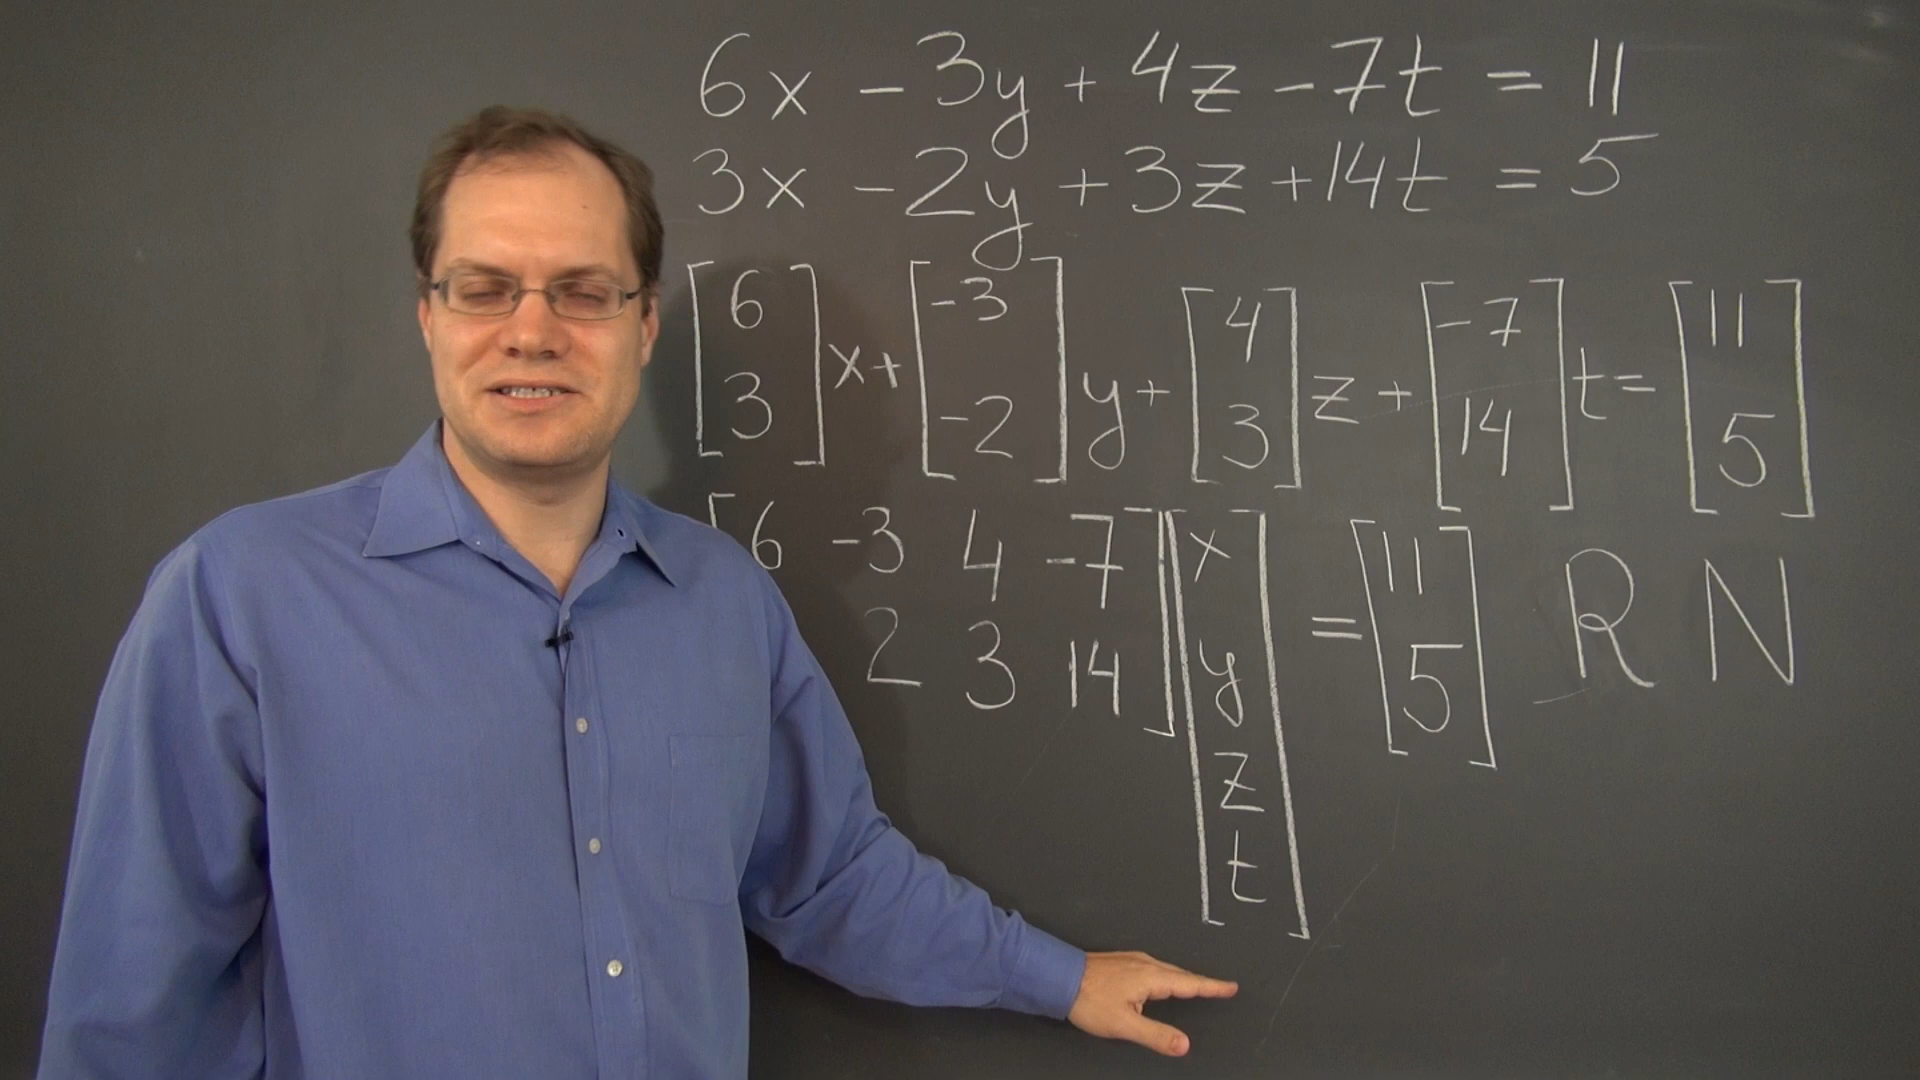 6x - 3y + 4z - 7t = 11
3x - 2y + 3z + 14t = 5
[6 3] x + [-3 -2] y + [4 3] z + [-7 14] t = [11 5]
[6 -3 4 -7] [x y z t] = [11 5] R N
2 3 14